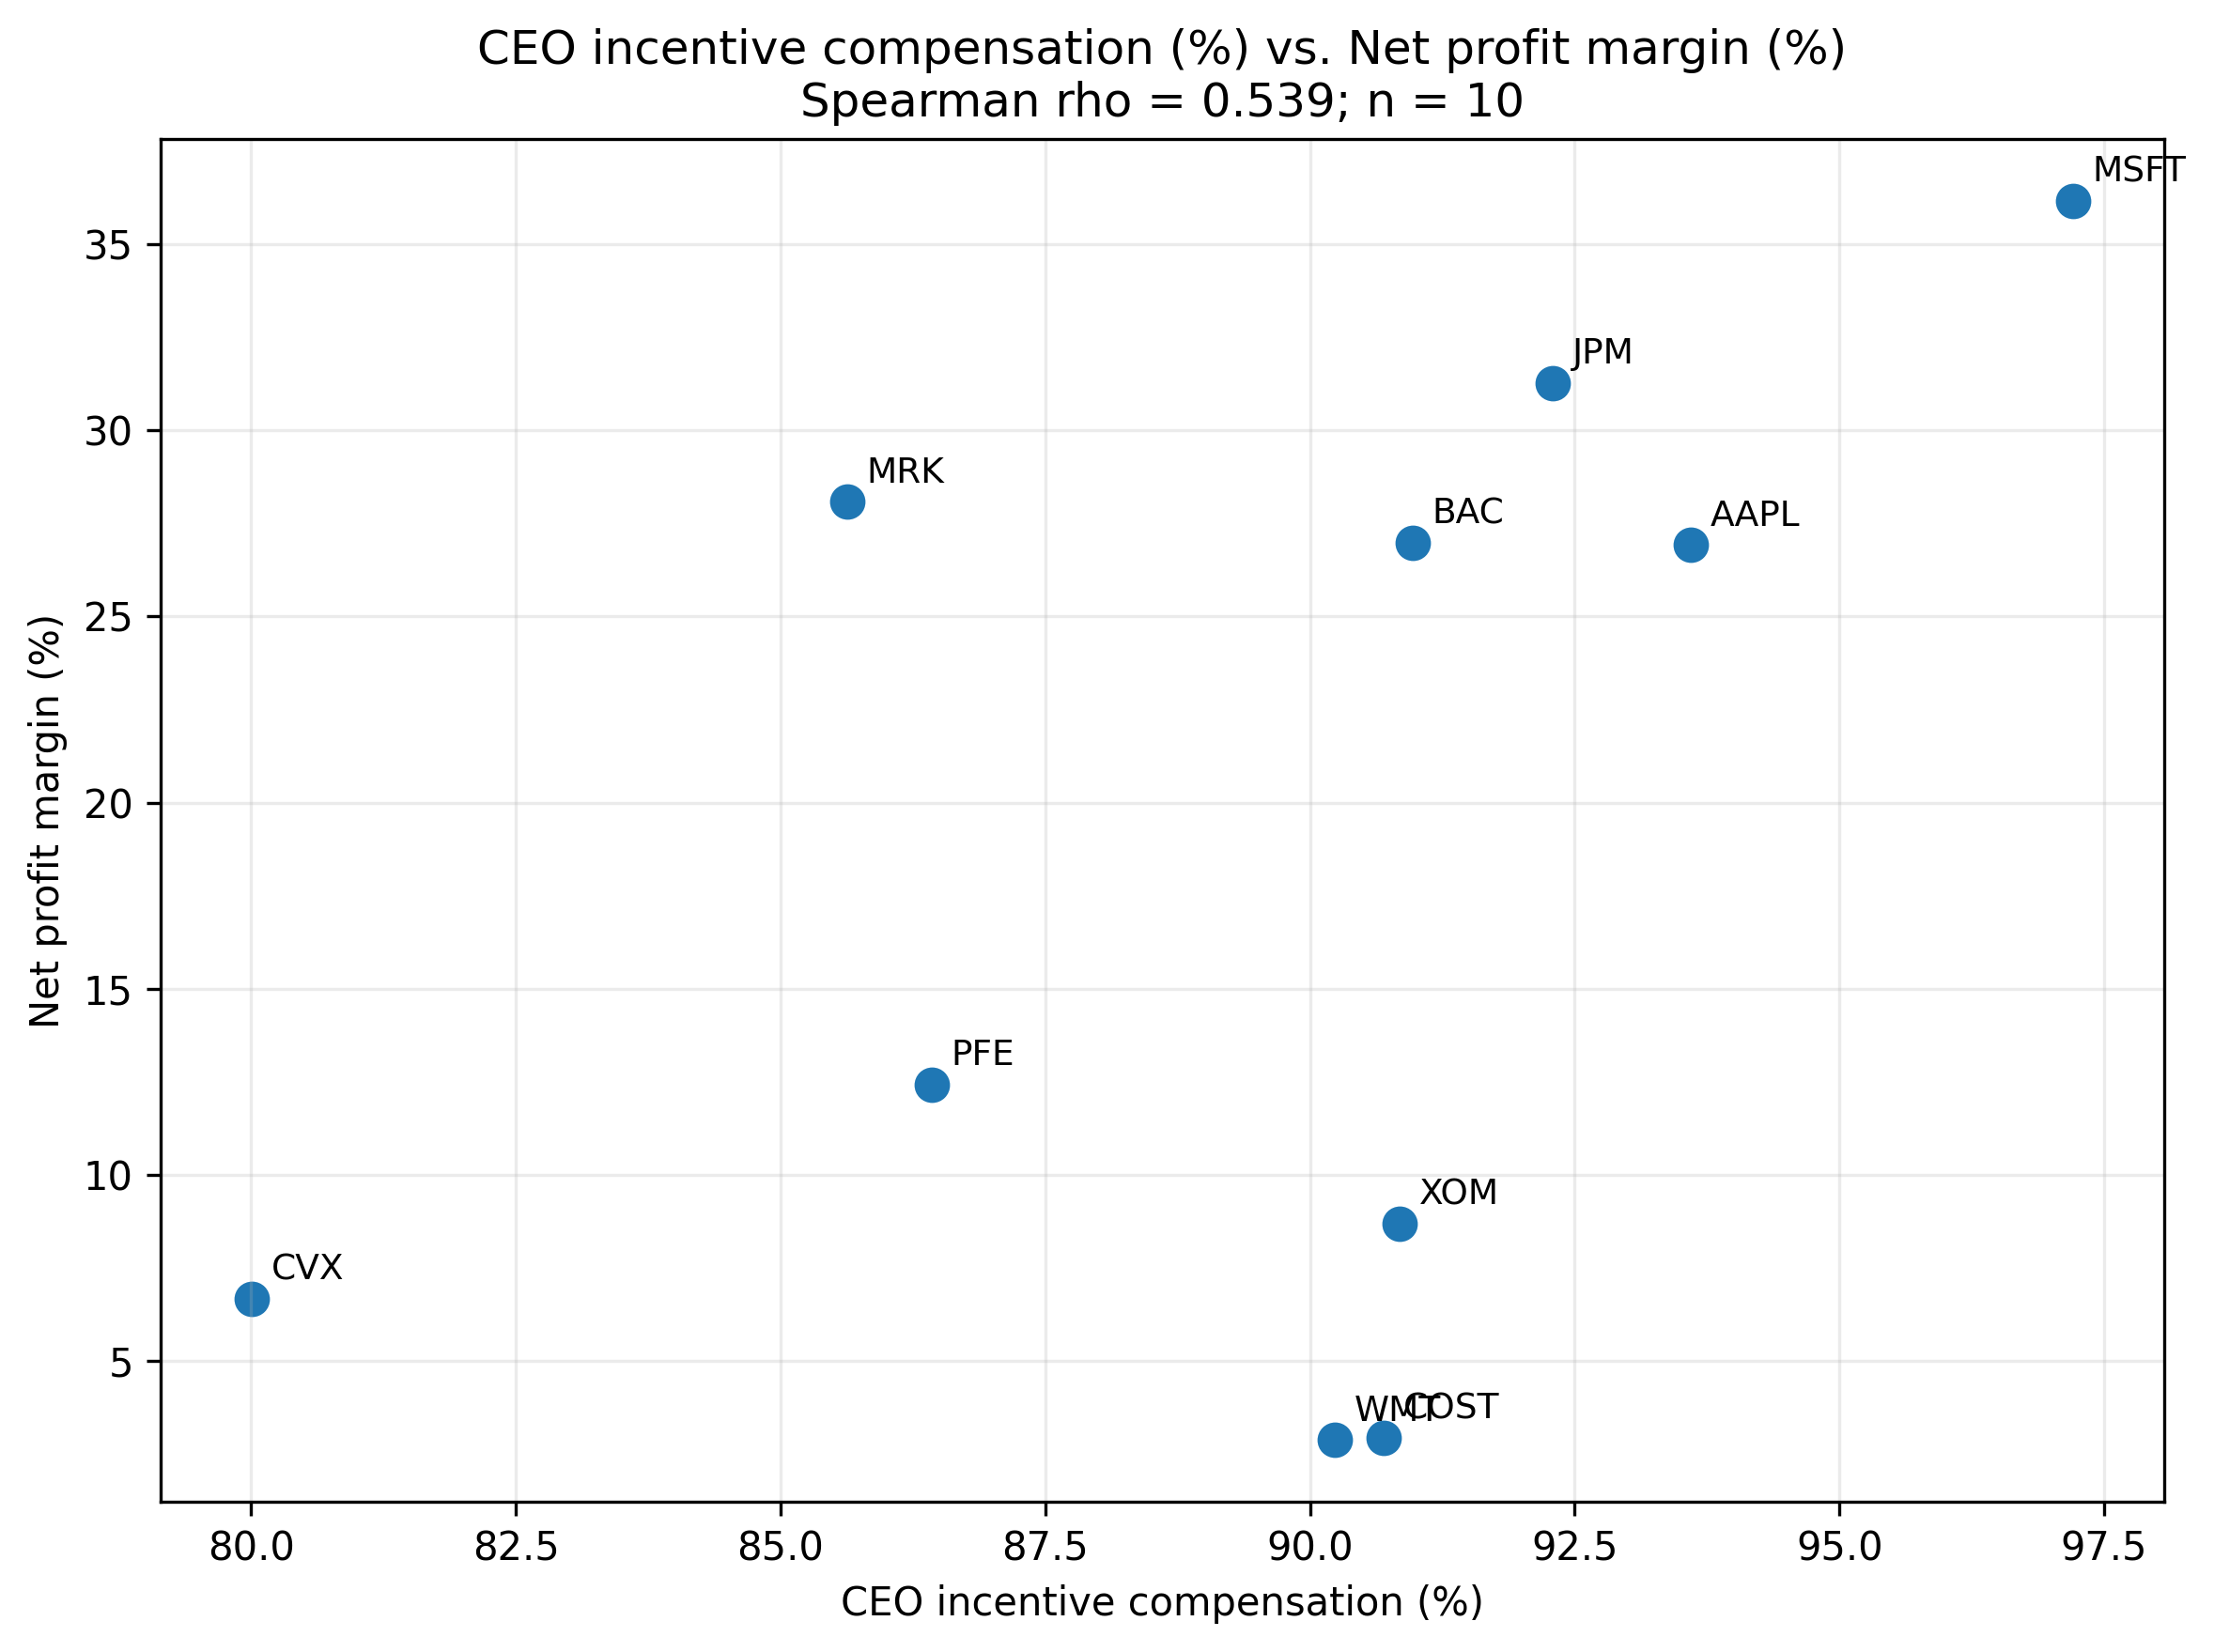 CEO incentive compensation (%) vs. Net profit margin (%)
Spearman rho = 0.539; n = 10
MSFT
35
JPM
30
MRK
BAC
AAPL
25
Net profit margin (%)
20
15
PFE
10
XOM
CVX
5
WMT
COST
80.0 82.5 85.0 87.5 90.0 92.5 95.0 97.5
CEO incentive compensation (%)